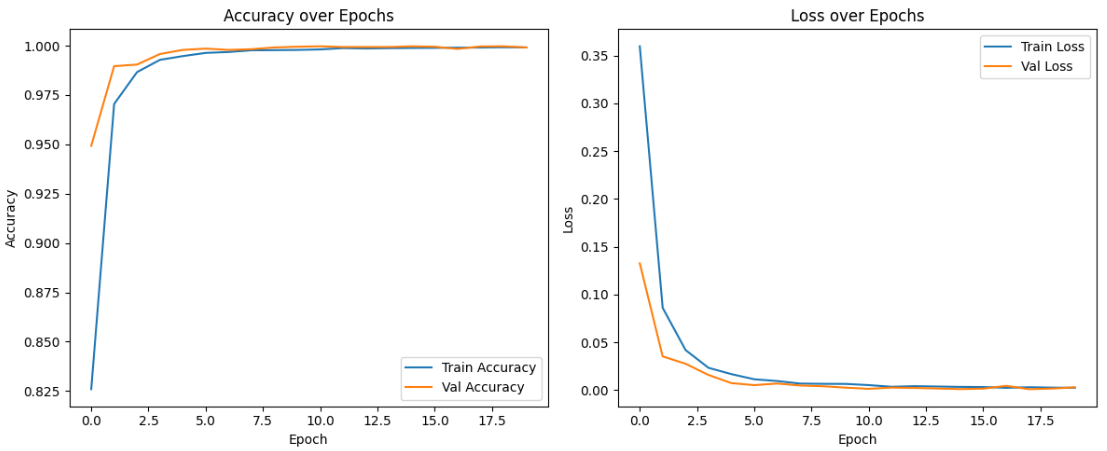 Accuracy over Epochs
1.000
0.975
0.950
0.925
0.900
0.875
0.850
0.825
Accuracy
Train Accuracy
Val Accuracy
0.0 2.5 5.0 7.5 10.0 12.5 15.0 17.5
Epoch
Loss over Epochs
0.35
0.30
0.25
0.20
0.15
0.10
0.05
0.00
Loss
Train Loss
Val Loss
0.0 2.5 5.0 7.5 10.0 12.5 15.0 17.5
Epoch